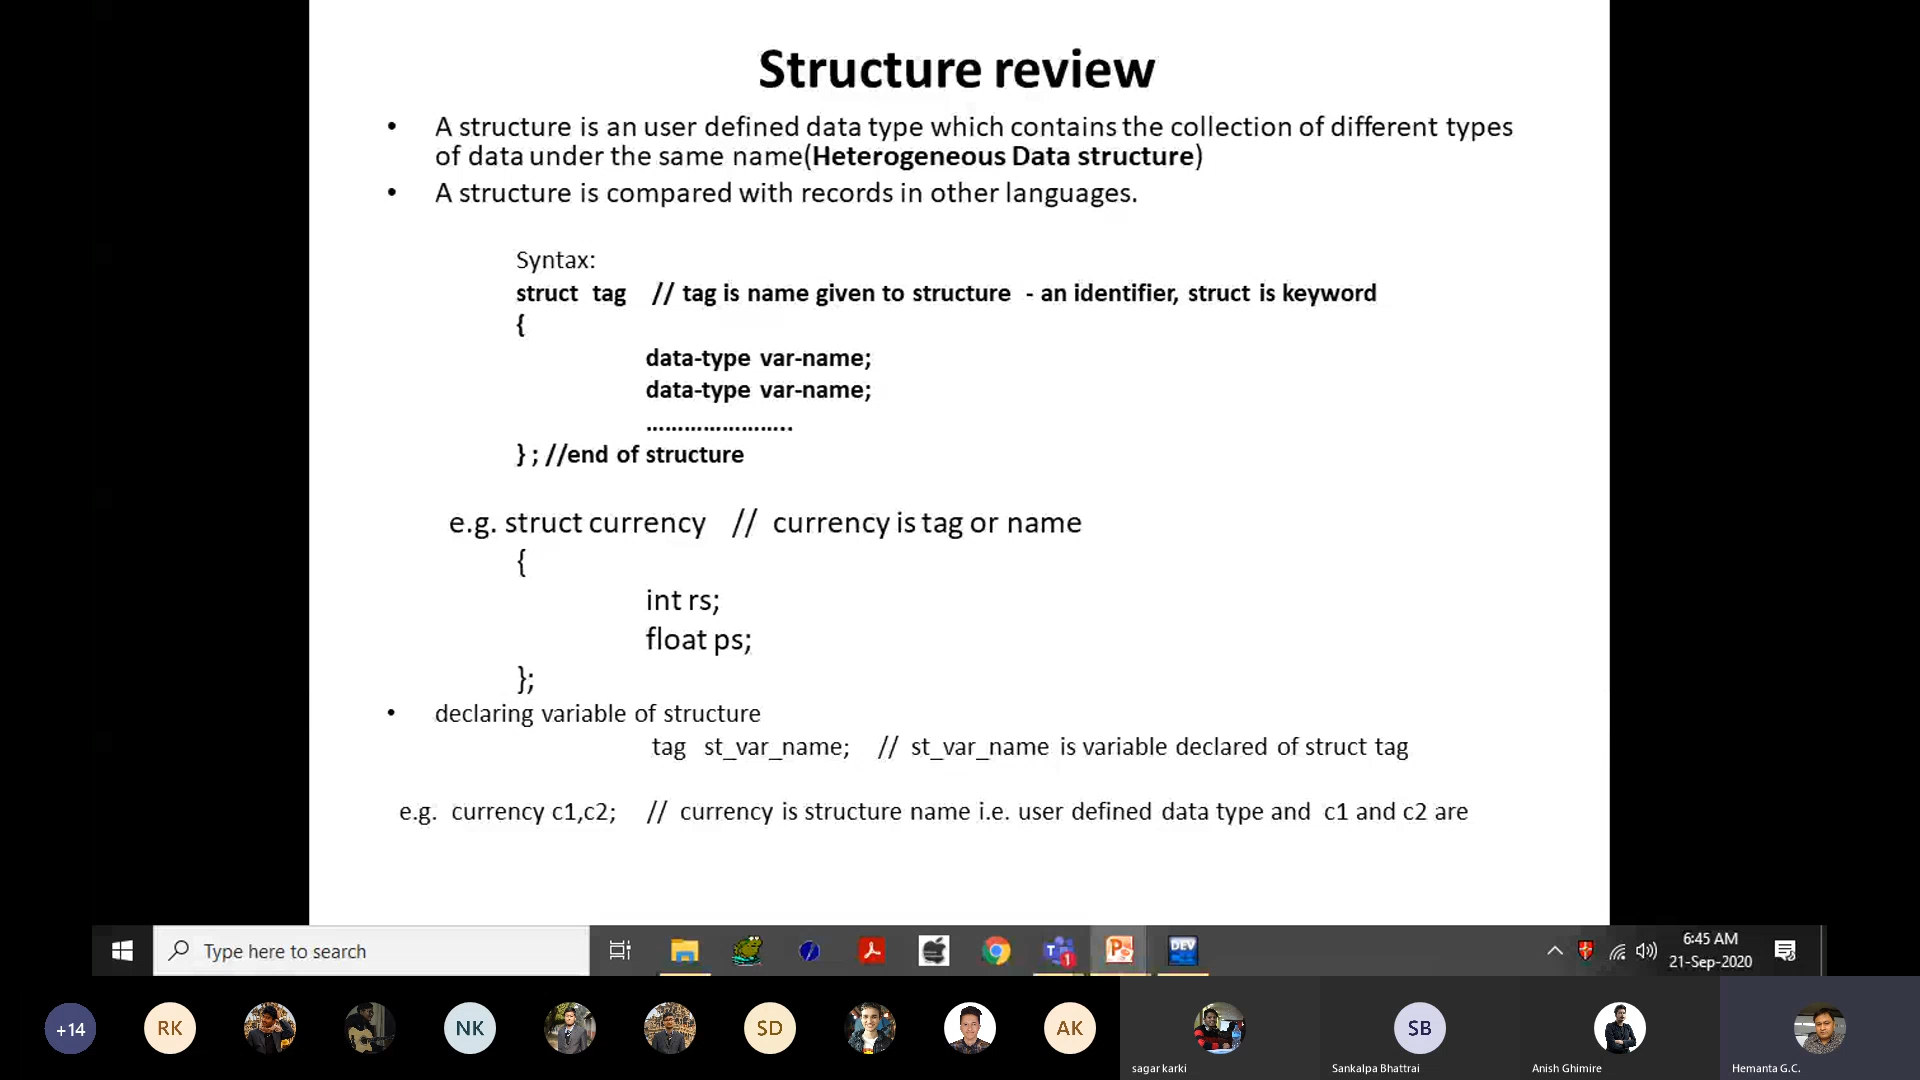 Structure review
• A structure is an user defined data type which contains the collection of different types
of data under the same name(Heterogeneous Data structure)
• A structure is compared with records in other languages.
Syntax:
struct tag // tag is name given to structure - an identifier, struct is keyword
{
data-type var-name;
data-type var-name;
…………………..
} ; //end of structure
e.g. struct currency // currency is tag or name
{
int rs;
float ps;
};
• declaring variable of structure
tag st_var_name; // st_var_name is variable declared of struct tag
e.g. currency c1,c2; // currency is structure name i.e. user defined data type and c1 and c2 are
Type here to search
DEV
6:45 AM
21-Sep-2020
+14
RK
NK
SD
AK
SB
sagar karki
Sankalpa Bhattrai
Anish Ghimire
Hemanta G.C.